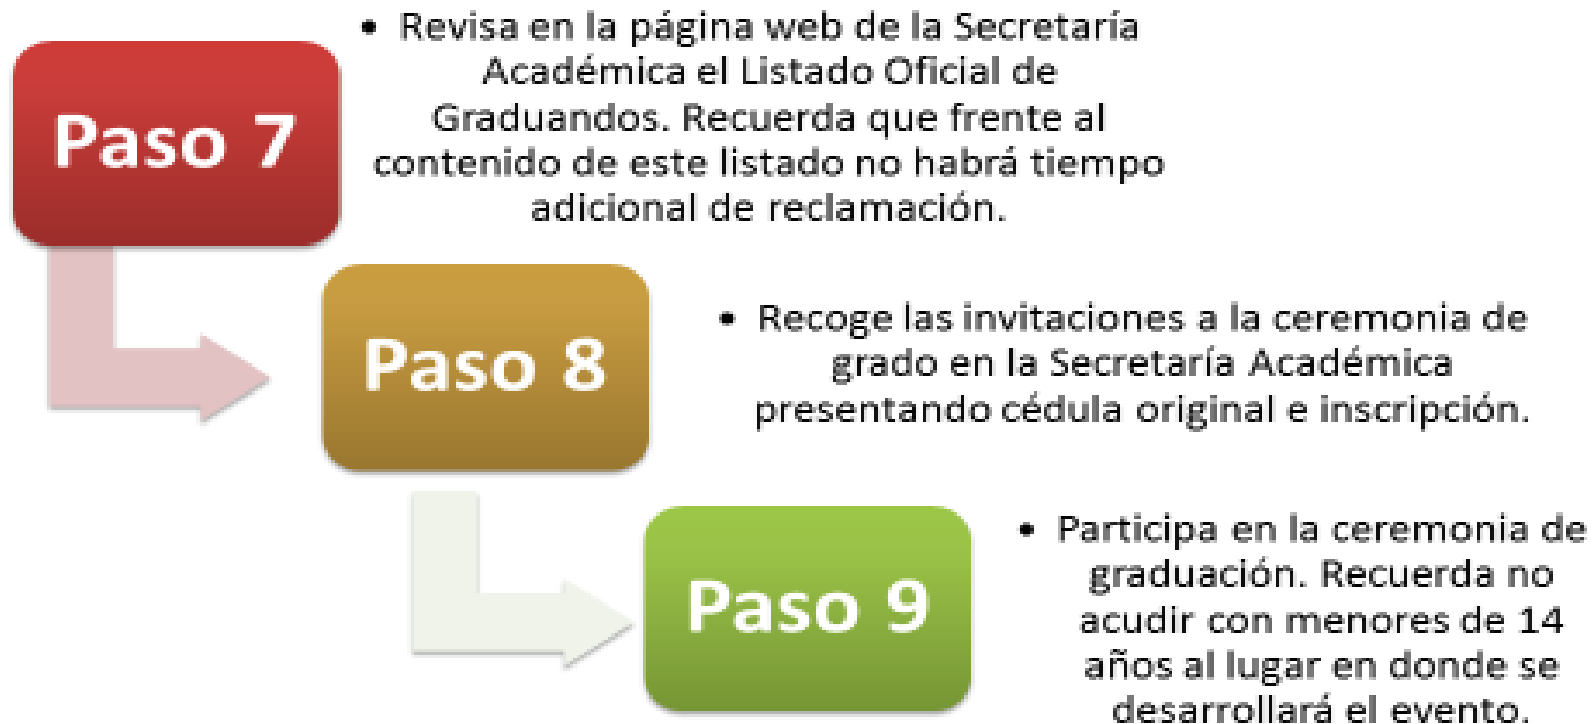 Paso 7
• Revisa en la página web de la Secretaría
Académica el Listado Oficial de
Graduandos. Recuerda que frente al
contenido de este listado no habrá tiempo
adicional de reclamación.
Paso 8
• Recoge las invitaciones a la ceremonia de
grado en la Secretaría Académica
presentando cédula original e inscripción.
Paso 9
• Participa en la ceremonia de
graduación. Recuerda no
acudir con menores de 14
años al lugar en donde se
desarrollará el evento.